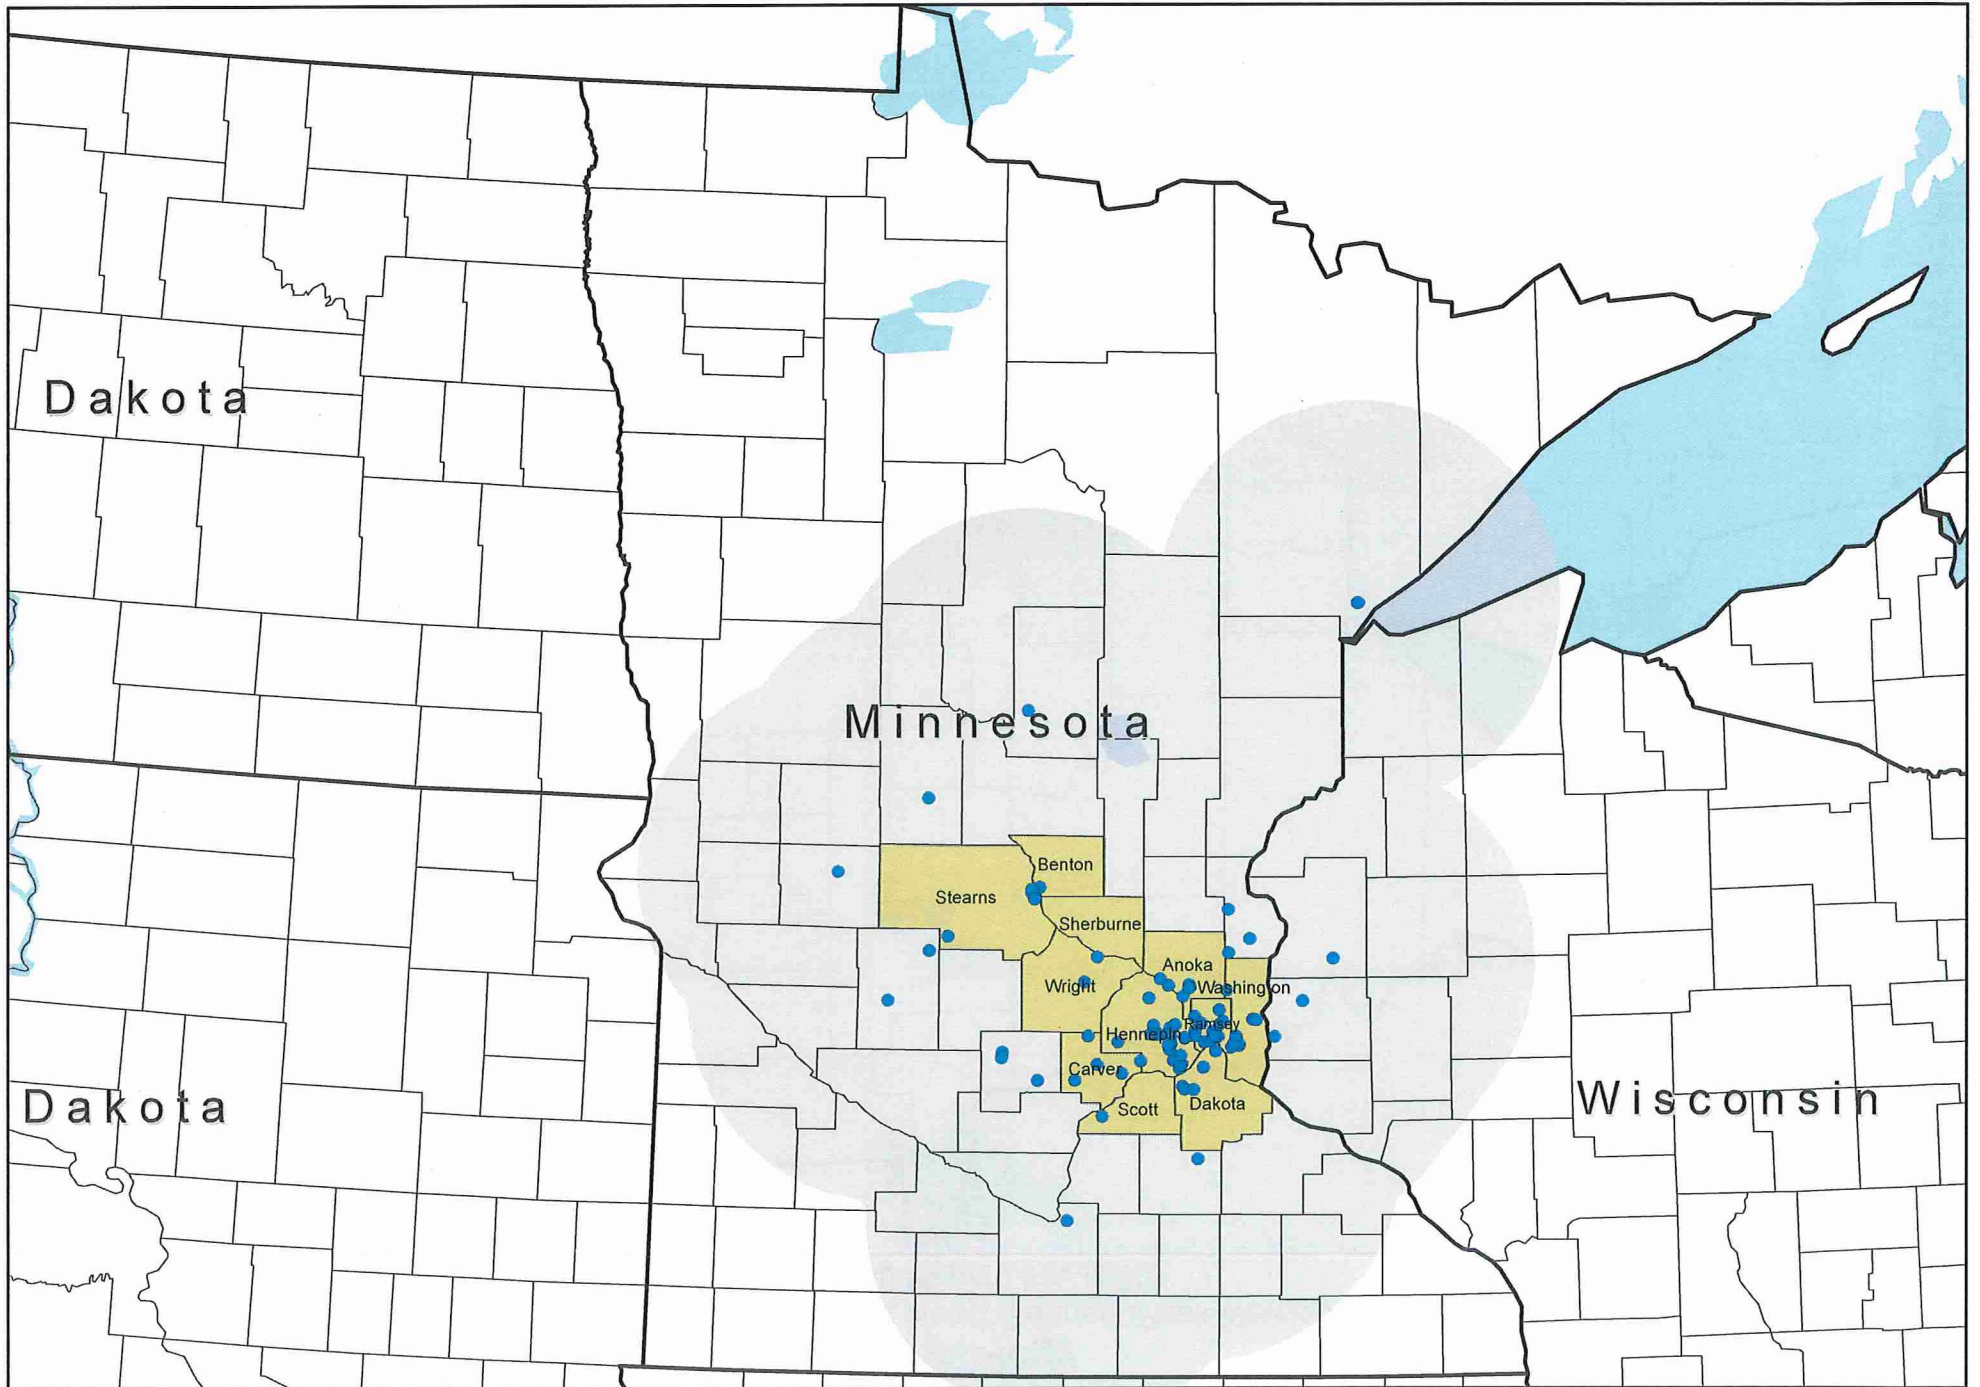 Dakota
Minnesota
Benton
Stearns
Sherburne
Anoka
Wright
Washington
Ramsey
Hennepin
Carver
Scott
Dakota
Dakota
Wisconsin